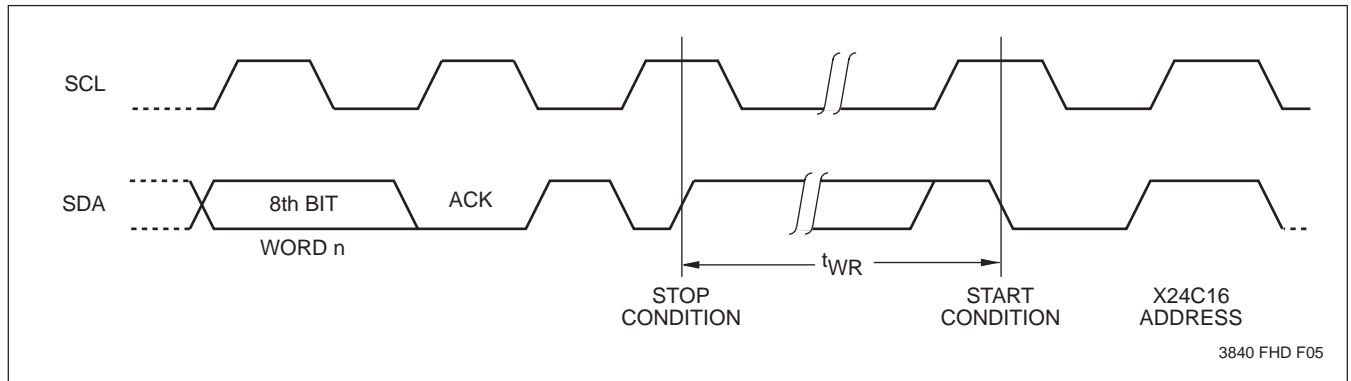 SCL
SDA
8th BIT
ACK
WORD n
tWR
STOP
CONDITION
START
CONDITION
X24C16
ADDRESS
3840 FHD F05